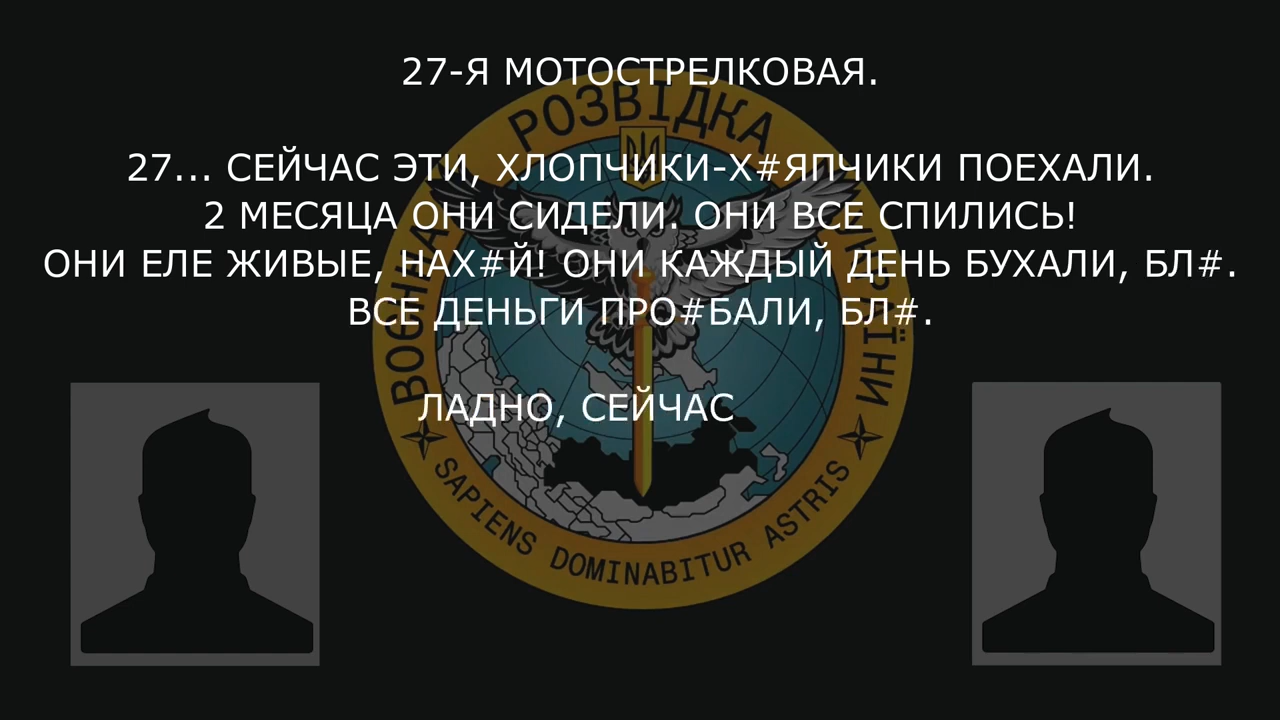 27-Я МОТОСТРЕЛКОВАЯ.
27... СЕЙЧАС ЭТИ, ХЛОПЧИКИ-Х#ЯПЧИКИ ПОЕХАЛИ.
2 МЕСЯЦА ОНИ СИДЕЛИ. ОНИ ВСЕ СПИЛИСЬ!
ОНИ ЕЛЕ ЖИВЫЕ, НАХ#Й! ОНИ КАЖДЫЙ ДЕНЬ БУХАЛИ, БЛ#.
ВСЕ ДЕНЬГИ ПРО#БАЛИ, БЛ#.
ЛАДНО, СЕЙЧАС
РОЗВІДКА
SAPIENS DOMINABITUR ASTRIS